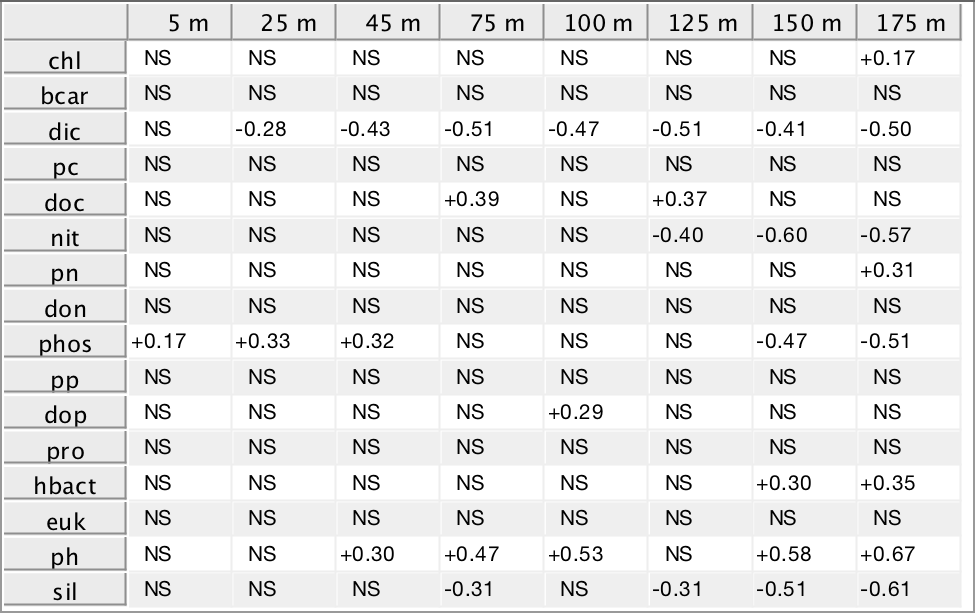 5 m 25 m 45 m 75 m 100 m 125 m 150 m 175 m
chl NS NS NS NS NS NS NS +0.17
bcar NS NS NS NS NS NS NS NS
dic NS -0.28 -0.43 -0.51 -0.47 -0.51 -0.41 -0.50
pc NS NS NS NS NS NS NS NS
doc NS NS NS +0.39 NS +0.37 NS NS
nit NS NS NS NS NS -0.40 -0.60 -0.57
pn NS NS NS NS NS NS NS +0.31
don NS NS NS NS NS NS NS NS
phos +0.17 +0.33 +0.32 NS NS NS -0.47 -0.51
pp NS NS NS NS NS NS NS NS
dop NS NS NS NS +0.29 NS NS NS
pro NS NS NS NS NS NS NS NS
hbact NS NS NS NS NS NS +0.30 +0.35
euk NS NS NS NS NS NS NS NS
ph NS NS +0.30 +0.47 +0.53 NS +0.58 +0.67
sil NS NS NS -0.31 NS -0.31 -0.51 -0.61